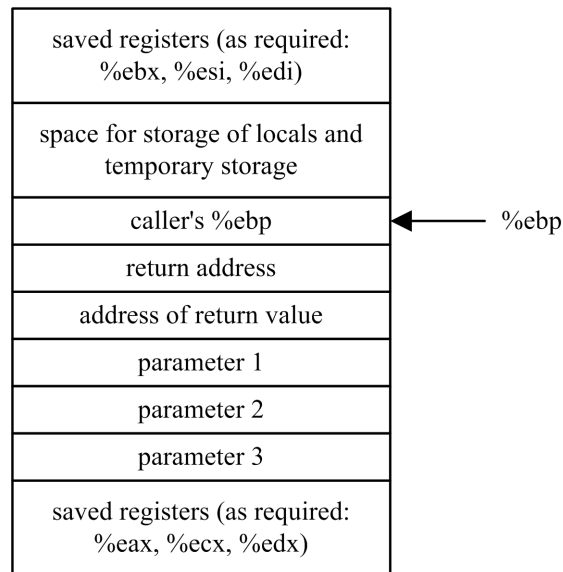 saved registers (as required:
%ebx, %esi, %edi)
space for storage of locals and
temporary storage
caller's %ebp
%ebp
return address
address of return value
parameter 1
parameter 2
parameter 3
saved registers (as required:
%eax, %ecx, %edx)